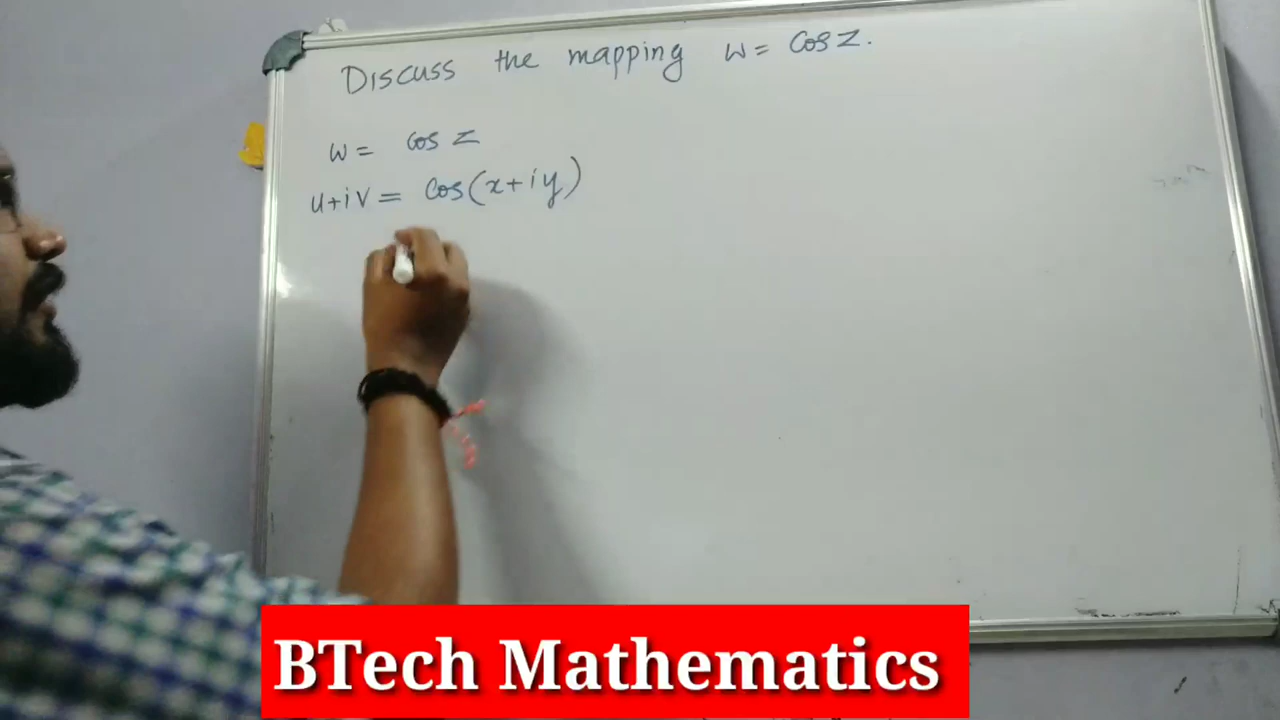 Discuss the mapping w = cos z.
w = cos z
u+iv = cos(x+iy)
BTech Mathematics